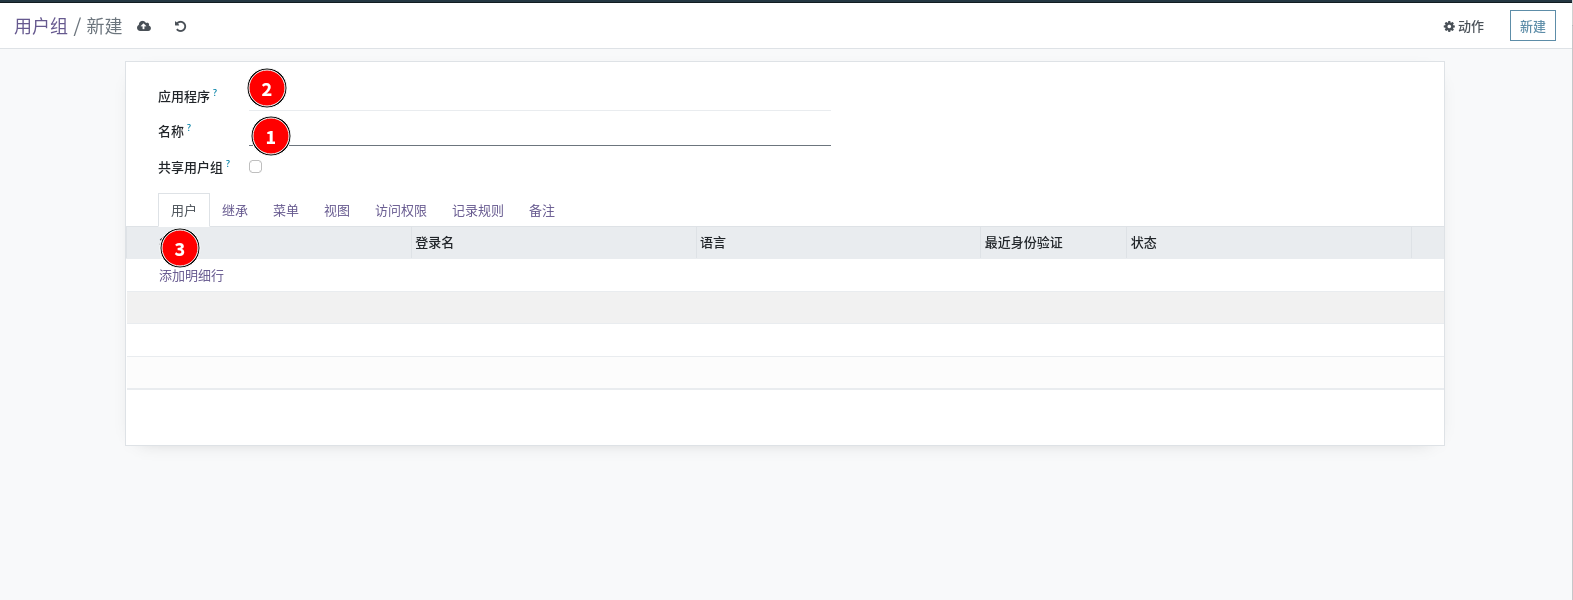 用户组 / 新建
动作
新建
应用程序 ?
2
名称 ?
1
共享用户组 ?
用户 继承 菜单 视图 访问权限 记录规则 备注
3 登录名 语言 最近身份验证 状态
添加明细行